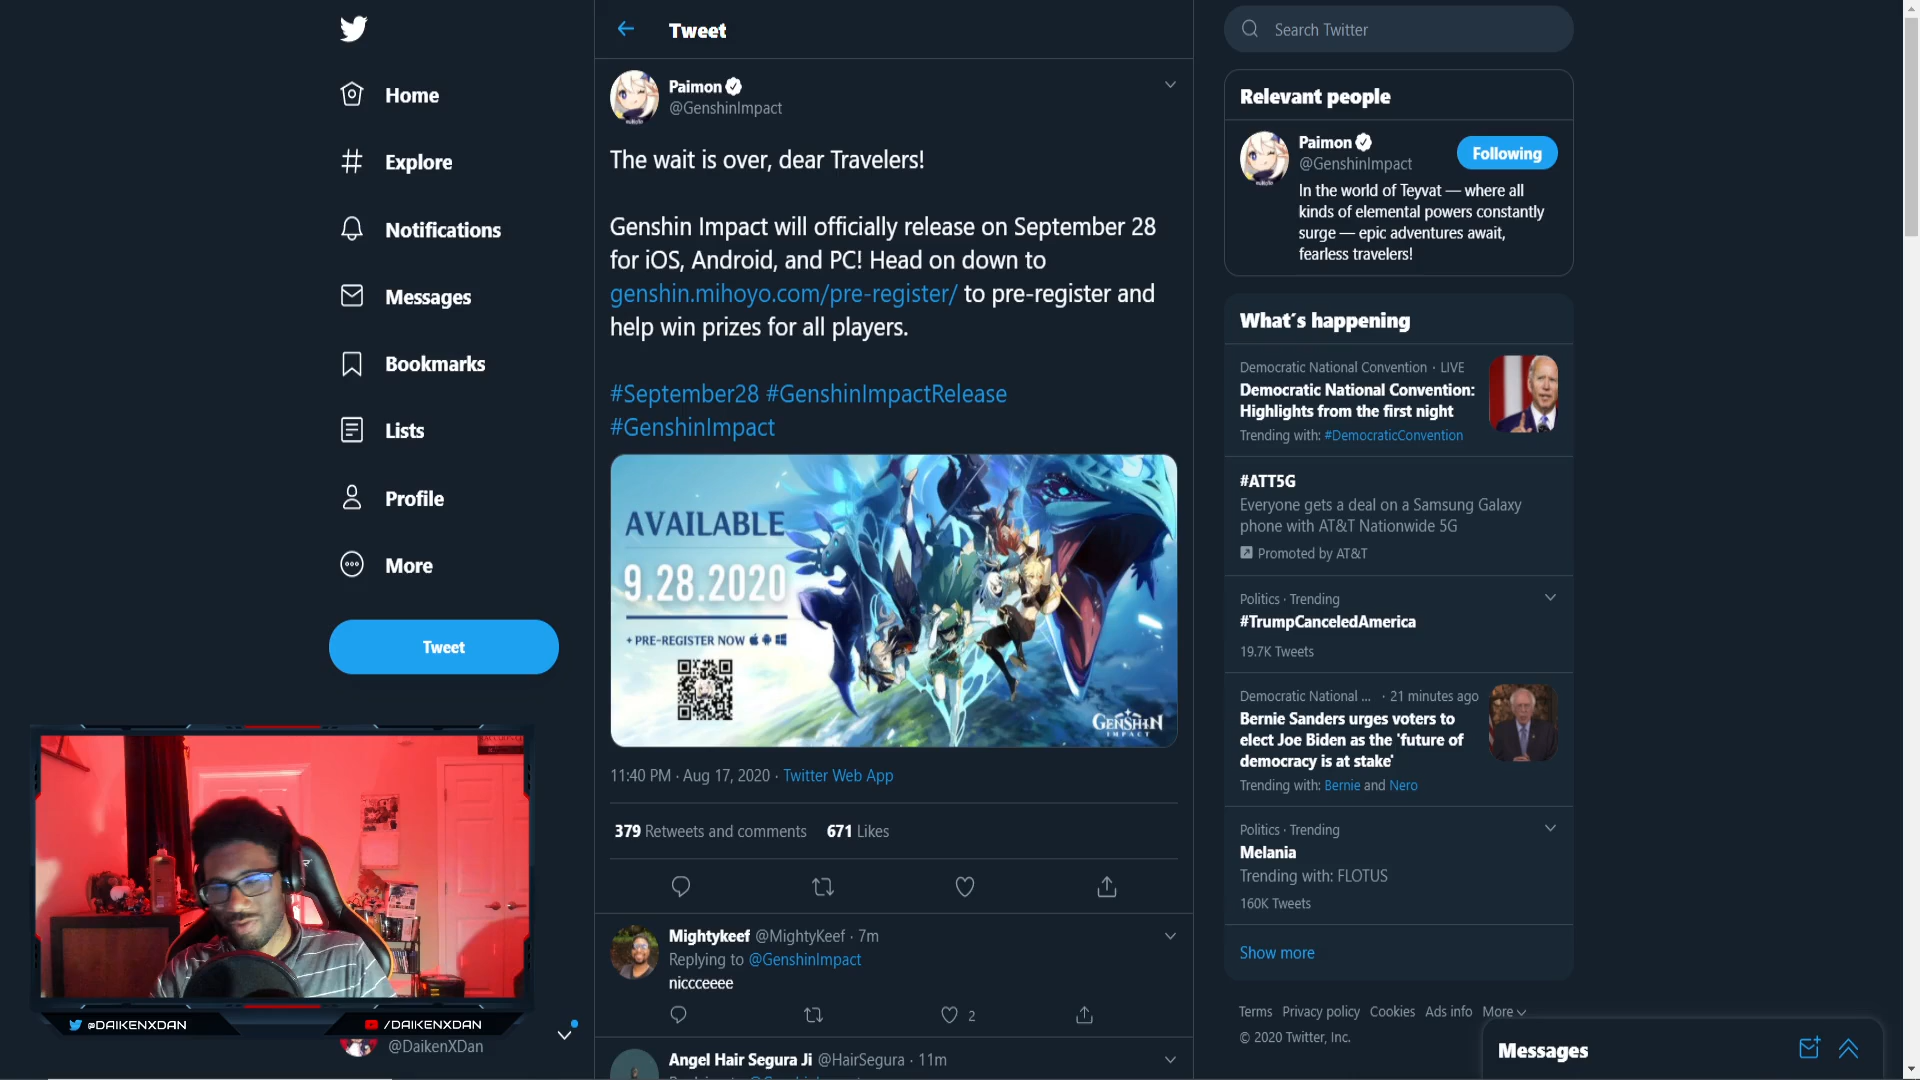 Home
Explore
Notifications
Messages
Bookmarks
Lists
Profile
More
Tweet
@DAIKENXDAN
/DAIKENXDAN
@DaikenXDan
Tweet
Paimon
@GenshinImpact
The wait is over, dear Travelers!
Genshin Impact will officially release on September 28
for iOS, Android, and PC! Head on down to
genshin.mihoyo.com/pre-register/ to pre-register and
help win prizes for all players.
#September28 #GenshinImpactRelease
#GenshinImpact
AVAILABLE
9.28.2020
+ PRE-REGISTER NOW
GENSHIN
IMPACT
11:40 PM · Aug 17, 2020 · Twitter Web App
379 Retweets and comments 671 Likes
Mightykeef @MightyKeef · 7m
Replying to @GenshinImpact
niccceeee
2
Angel Hair Segura Ji @HairSegura · 11m
Search Twitter
Relevant people
Paimon
@GenshinImpact
Following
In the world of Teyvat — where all
kinds of elemental powers constantly
surge — epic adventures await,
fearless travelers!
What's happening
Democratic National Convention · LIVE
Democratic National Convention:
Highlights from the first night
Trending with: #DemocraticConvention
#ATT5G
Everyone gets a deal on a Samsung Galaxy
phone with AT&T Nationwide 5G
Promoted by AT&T
Politics · Trending
#TrumpCanceledAmerica
19.7K Tweets
Democratic National ... · 21 minutes ago
Bernie Sanders urges voters to
elect Joe Biden as the 'future of
democracy is at stake'
Trending with: Bernie and Nero
Politics · Trending
Melania
Trending with: FLOTUS
160K Tweets
Show more
Terms Privacy policy Cookies Ads info More
© 2020 Twitter, Inc.
Messages